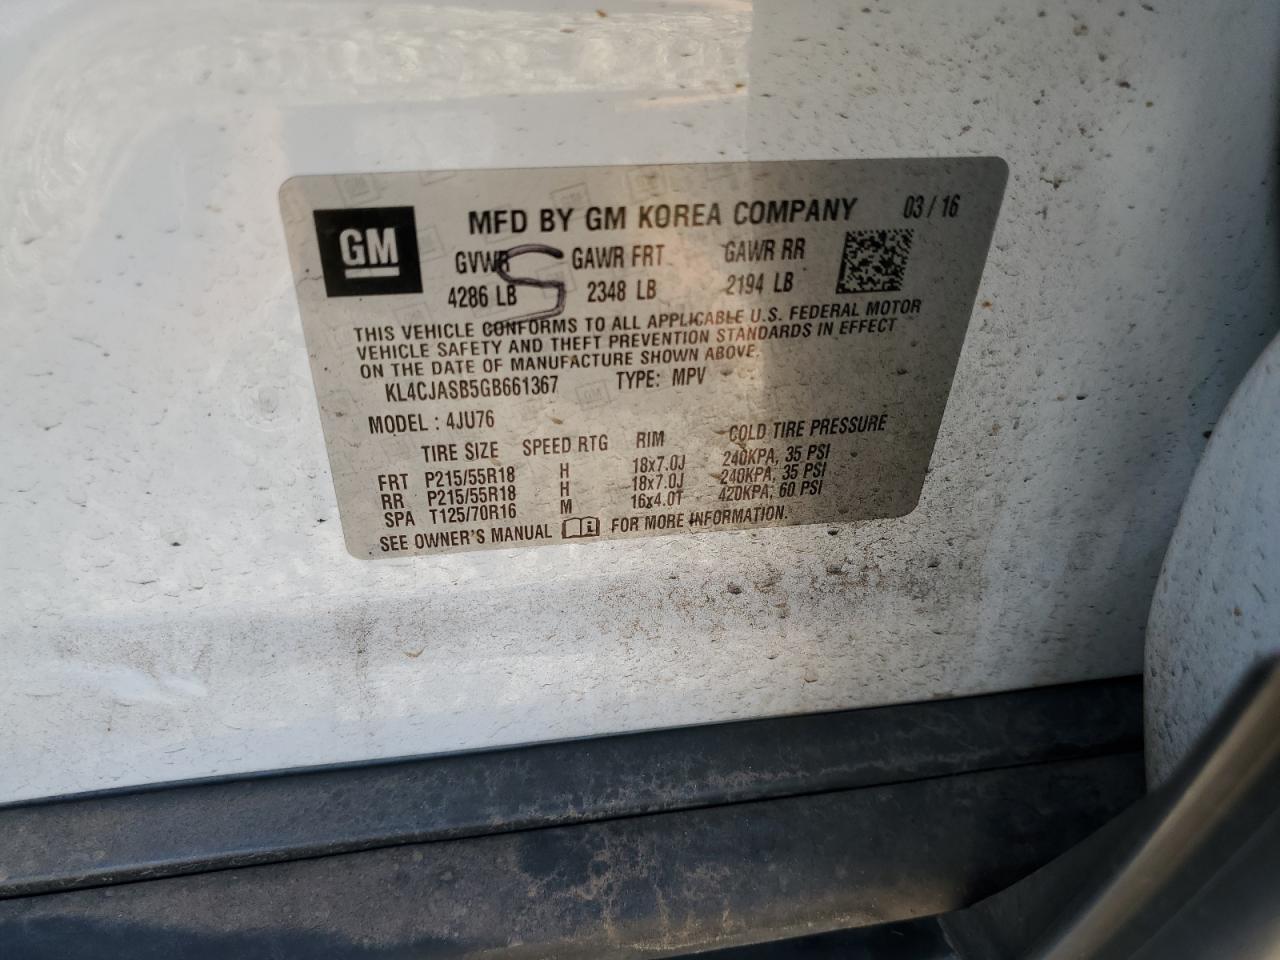 GM
MFD BY GM KOREA COMPANY 03/16
GVWR GAWR FRT GAWR RR
4286 LB 2348 LB 2194 LB
S
THIS VEHICLE CONFORMS TO ALL APPLICABLE U.S. FEDERAL MOTOR
VEHICLE SAFETY AND THEFT PREVENTION STANDARDS IN EFFECT
ON THE DATE OF MANUFACTURE SHOWN ABOVE.
KL4CJASB5GB661367 TYPE: MPV
MODEL : 4JU76
TIRE SIZE SPEED RTG RIM COLD TIRE PRESSURE
FRT P215/55R18 H 18x7.0J 240KPA, 35 PSI
RR P215/55R18 H 18x7.0J 240KPA, 35 PSI
SPA T125/70R16 M 16x4.0T 420KPA, 60 PSI
SEE OWNER'S MANUAL i FOR MORE INFORMATION.